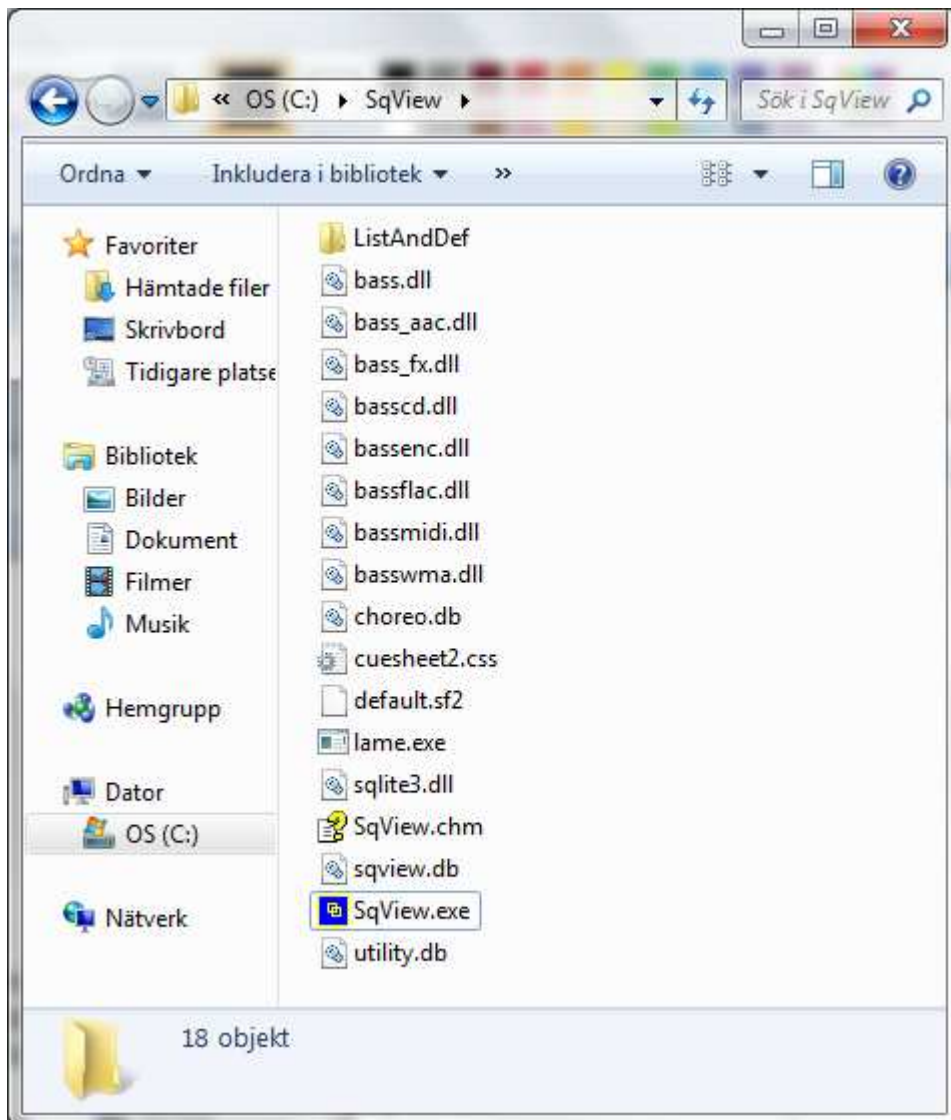 « OS (C:) ▸ SqView ▸ Sök i SqView
Ordna ▾ Inkludera i bibliotek ▾ »
Favoriter
Hämtade filer
Skrivbord
Tidigare platse
Bibliotek
Bilder
Dokument
Filmer
Musik
Hemgrupp
Dator
OS (C:)
Nätverk
ListAndDef
bass.dll
bass_aac.dll
bass_fx.dll
basscd.dll
bassenc.dll
bassflac.dll
bassmidi.dll
basswma.dll
choreo.db
cuesheet2.css
default.sf2
lame.exe
sqlite3.dll
SqView.chm
sqview.db
SqView.exe
utility.db
18 objekt